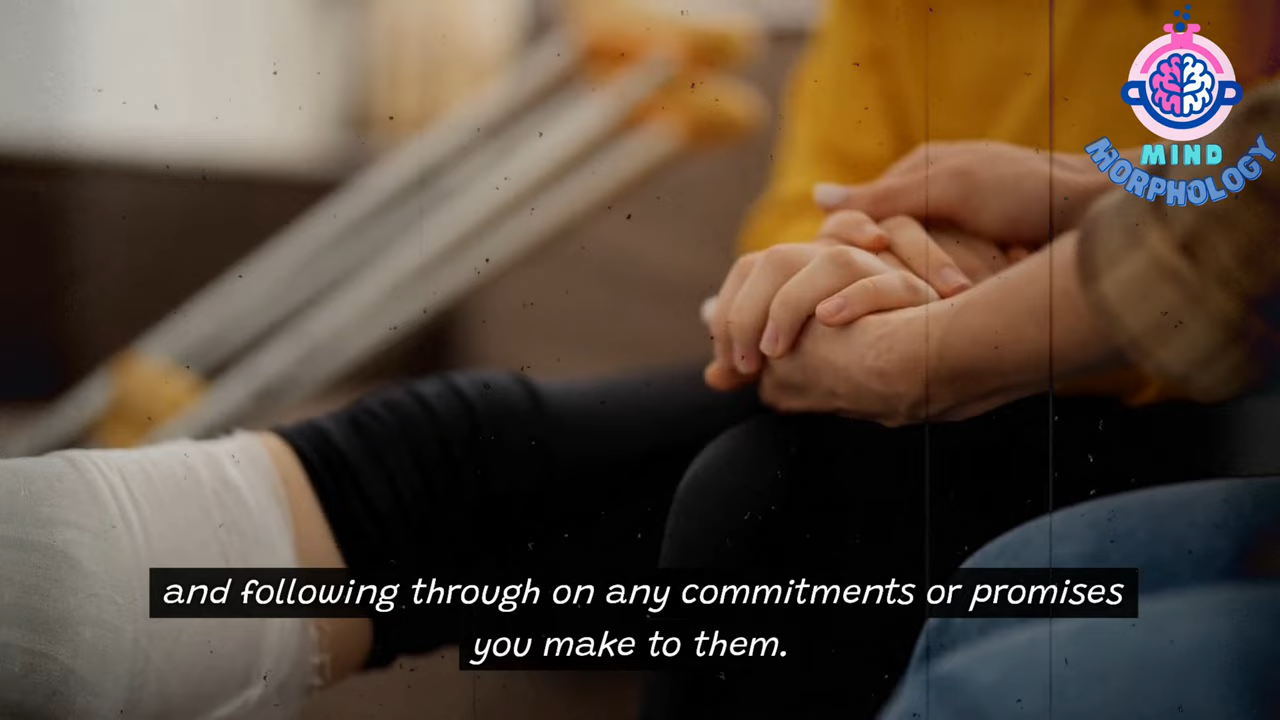 MIND
MORPHOLOGY
and following through on any commitments or promises
you make to them.